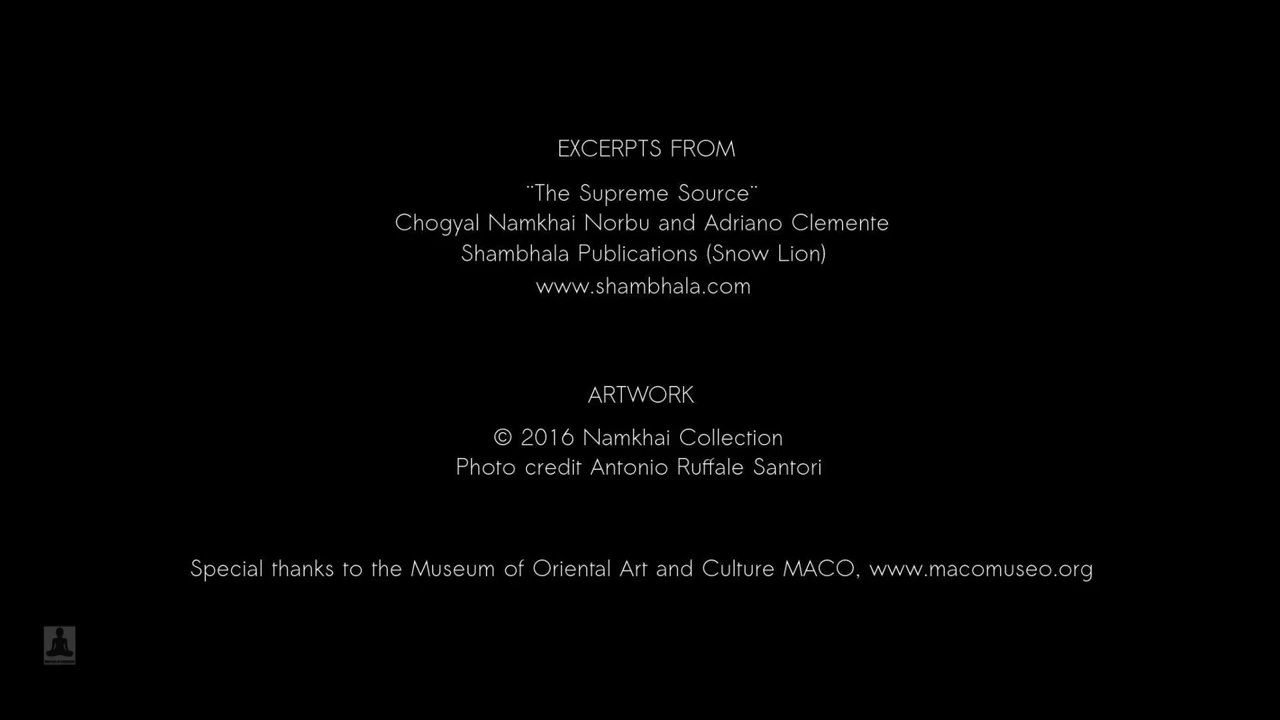 EXCERPTS FROM
¨The Supreme Source¨
Chogyal Namkhai Norbu and Adriano Clemente
Shambhala Publications (Snow Lion)
www.shambhala.com
ARTWORK
© 2016 Namkhai Collection
Photo credit Antonio Ruffale Santori
Special thanks to the Museum of Oriental Art and Culture MACO, www.macomuseo.org